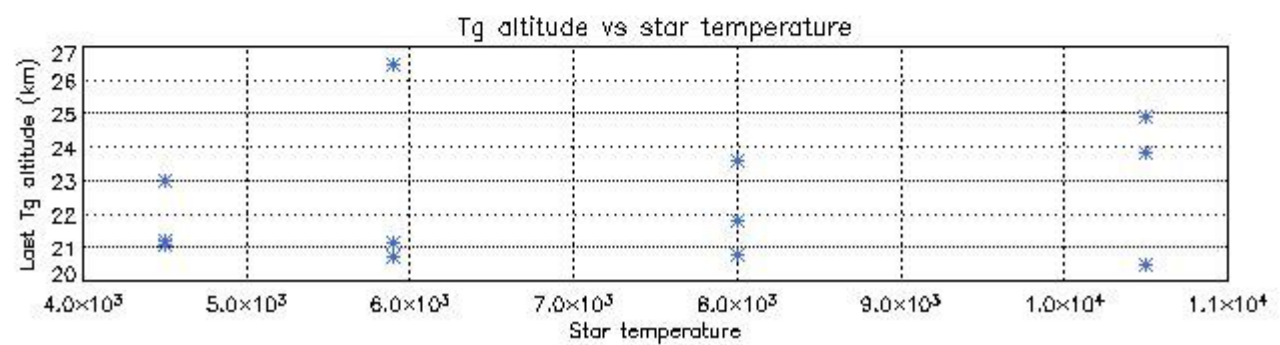 Tg altitude vs star temperature
Last Tg altitude (km)
27
26
25
24
23
22
21
20
4.0×10³ 5.0×10³ 6.0×10³ 7.0×10³ 8.0×10³ 9.0×10³ 1.0×10⁴ 1.1×10⁴
Star temperature